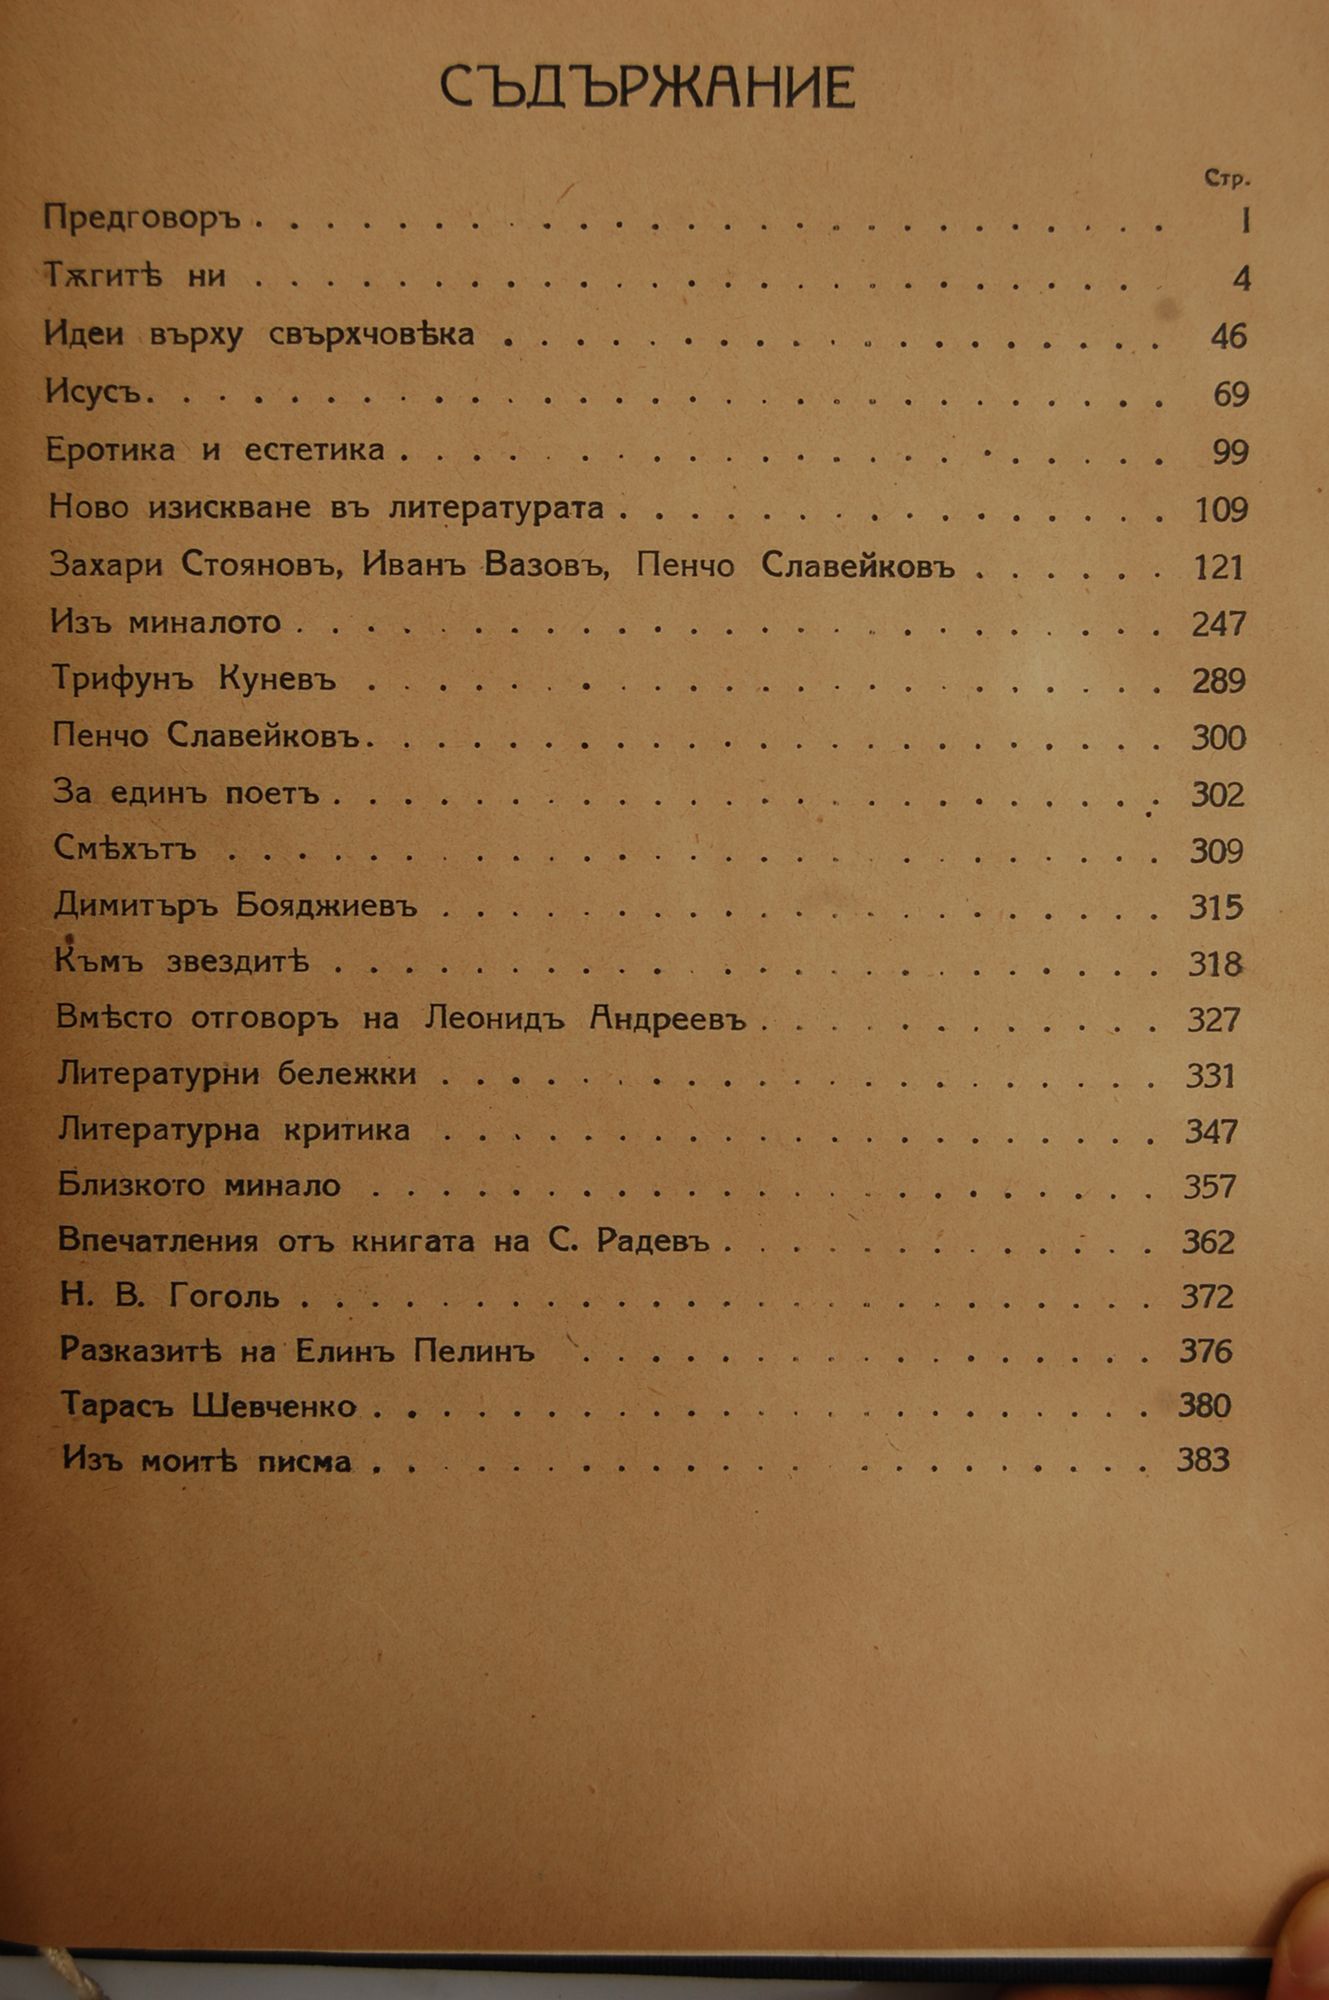 СЪДЪРЖАНИЕ
Стр.
Предговоръ . . . . . . . . . . . . . . . . . . . . . . . . . . I
Тѫгитѣ ни . . . . . . . . . . . . . . . . . . . . . . . . . 4
Идеи върху свърхчовѣка . . . . . . . . . . . . . . . . . . . 46
Исусъ. . . . . . . . . . . . . . . . . . . . . . . . . . . . . 69
Еротика и естетика . . . . . . . . . . . . . . . . . . . . . . 99
Ново изискване въ литературата . . . . . . . . . . . . . . . . 109
Захари Стояновъ, Иванъ Вазовъ, Пенчо Славейковъ . . . . . . 121
Изъ миналото . . . . . . . . . . . . . . . . . . . . . . . . . 247
Трифунъ Куневъ . . . . . . . . . . . . . . . . . . . . . . . 289
Пенчо Славейковъ. . . . . . . . . . . . . . . . . . . . . . . 300
За единъ поетъ . . . . . . . . . . . . . . . . . . . . . . . . 302
Смѣхътъ . . . . . . . . . . . . . . . . . . . . . . . . . . . 309
Димитъръ Бояджиевъ . . . . . . . . . . . . . . . . . . . . . 315
Къмъ звездитѣ . . . . . . . . . . . . . . . . . . . . . . . . 318
Вмѣсто отговоръ на Леонидъ Андреевъ . . . . . . . . . . . . 327
Литературни бележки . . . . . . . . . . . . . . . . . . . . . 331
Литературна критика . . . . . . . . . . . . . . . . . . . . . 347
Близкото минало . . . . . . . . . . . . . . . . . . . . . . . 357
Впечатления отъ книгата на С. Радевъ . . . . . . . . . . . . . 362
Н. В. Гоголь . . . . . . . . . . . . . . . . . . . . . . . . . 372
Разказитѣ на Елинъ Пелинъ . . . . . . . . . . . . . . . . . 376
Тарасъ Шевченко . . . . . . . . . . . . . . . . . . . . . . . 380
Изъ моитѣ писма . . . . . . . . . . . . . . . . . . . . . . 383